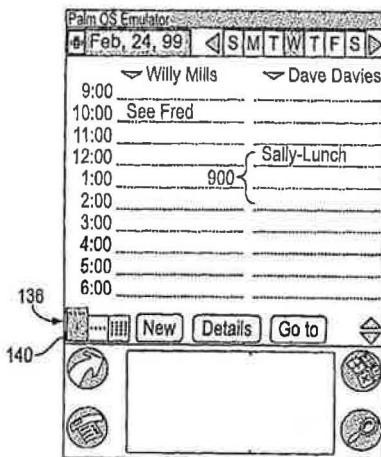 Palm OS Emulator
Feb, 24, 99 S M T W T F S
Willy Mills Dave Davies
9:00
10:00 See Fred
11:00
12:00 Sally-Lunch
1:00 900
2:00
3:00
4:00
5:00
6:00
136
New Details Go to
140